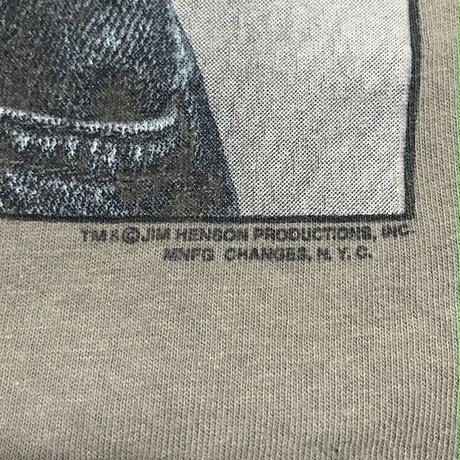 TM & ©JIM HENSON PRODUCTIONS, INC
MNFG CHANGES, N.Y.C.